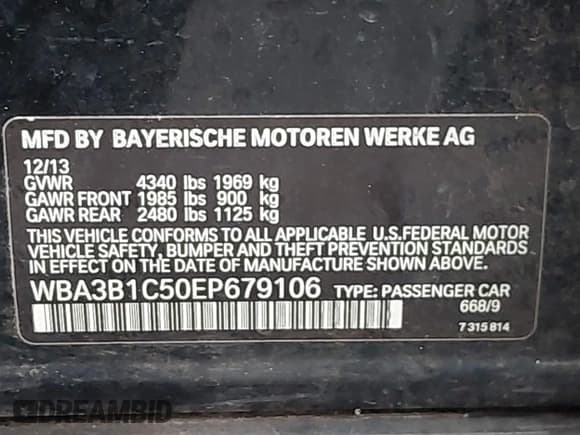 MFD BY BAYERISCHE MOTOREN WERKE AG
12/13
GVWR 4340 lbs 1969 kg
GAWR FRONT 1985 lbs 900 kg
GAWR REAR 2480 lbs 1125 kg
THIS VEHICLE CONFORMS TO ALL APPLICABLE U.S.FEDERAL MOTOR
VEHICLE SAFETY, BUMPER AND THEFT PREVENTION STANDARDS
IN EFFECT ON THE DATE OF MANUFACTURE SHOWN ABOVE.
WBA3B1C50EP679106 TYPE: PASSENGER CAR
668/9
7 315 814
DREAMBID